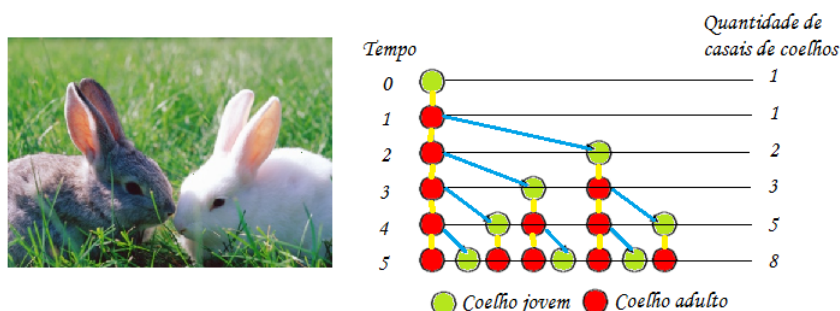 Quantidade de
casais de coelhos
Tempo
0 1
1 1
2 2
3 3
4 5
5 8
Coelho jovem Coelho adulto